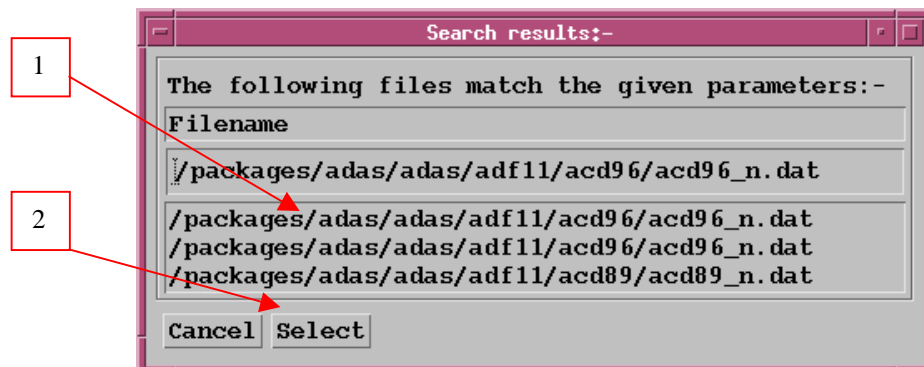 Search results:-
1
The following files match the given parameters:-
Filename
/packages/adas/adas/adf11/acd96/acd96_n.dat
2
/packages/adas/adas/adf11/acd96/acd96_n.dat
/packages/adas/adas/adf11/acd96/acd96_n.dat
/packages/adas/adas/adf11/acd89/acd89_n.dat
Cancel Select